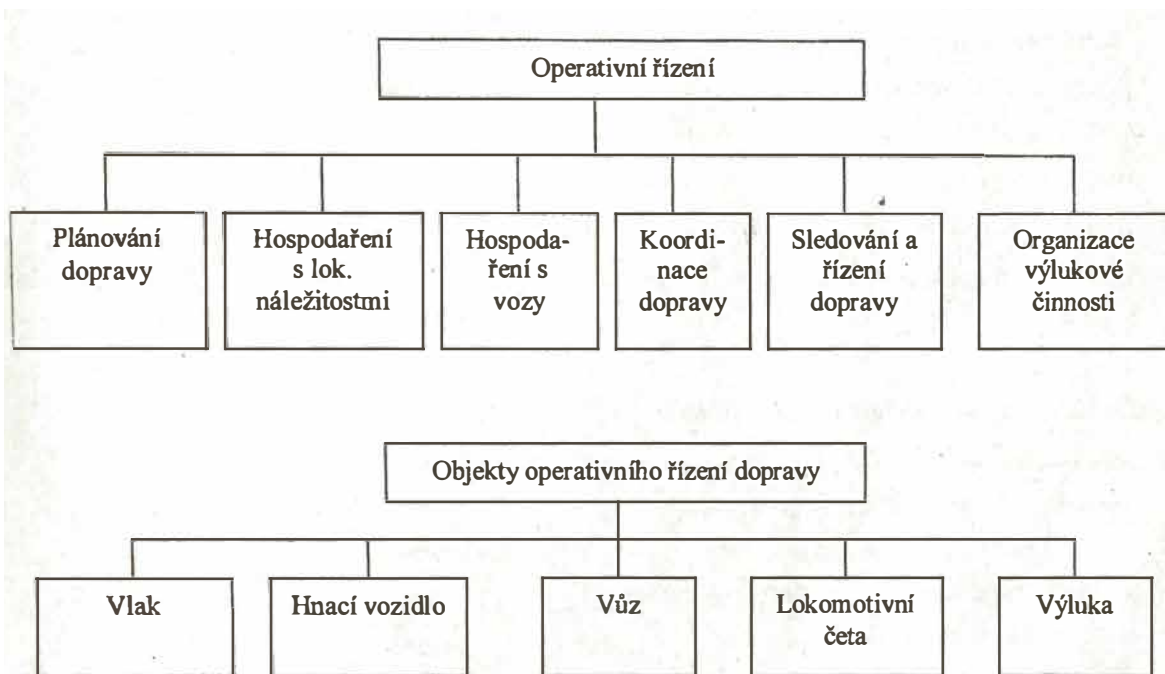 Operativní řízení
Plánování
dopravy
Hospodaření
s lok.
náležitostmi
Hospoda-
ření s
vozy
Koordi-
nace
dopravy
Sledování a
řízení
dopravy
Organizace
výlukové
činnosti
Objekty operativního řízení dopravy
Vlak
Hnací vozidlo
Vůz
Lokomotivní
četa
Výluka